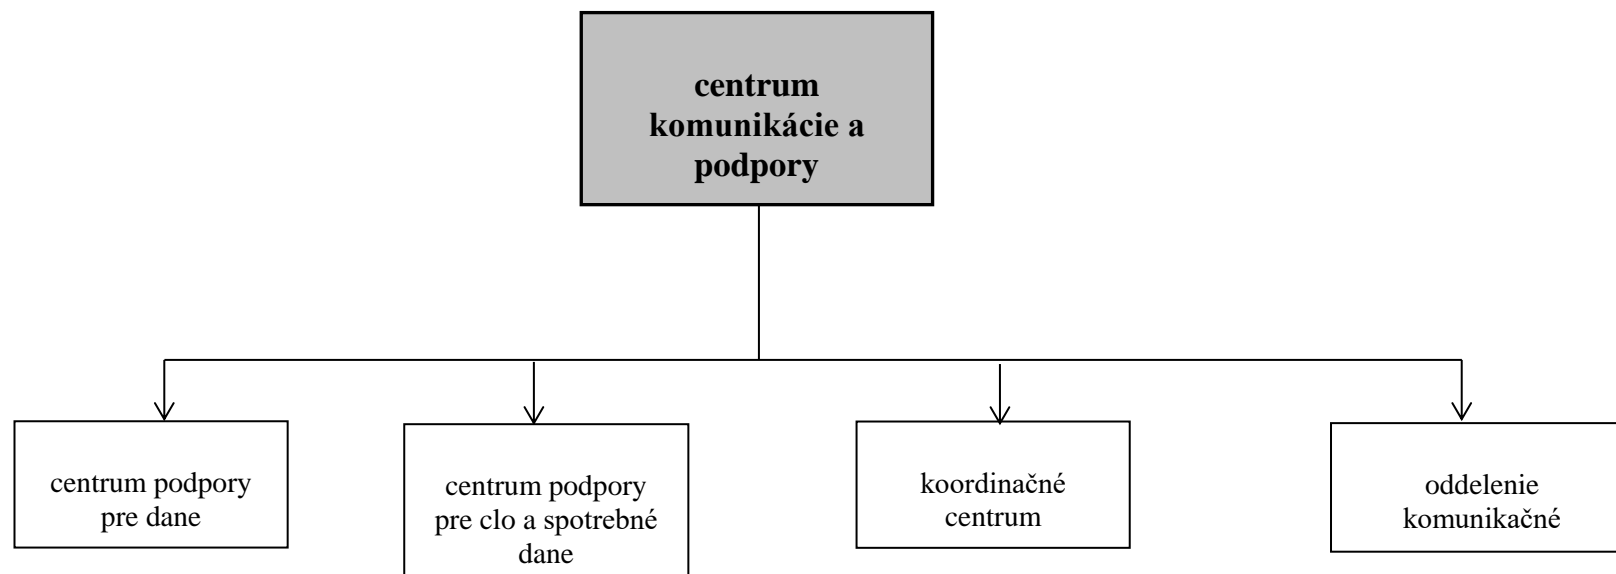 centrum
komunikácie a
podpory
centrum podpory
pre dane
centrum podpory
pre clo a spotrebné
dane
koordinačné
centrum
oddelenie
komunikačné